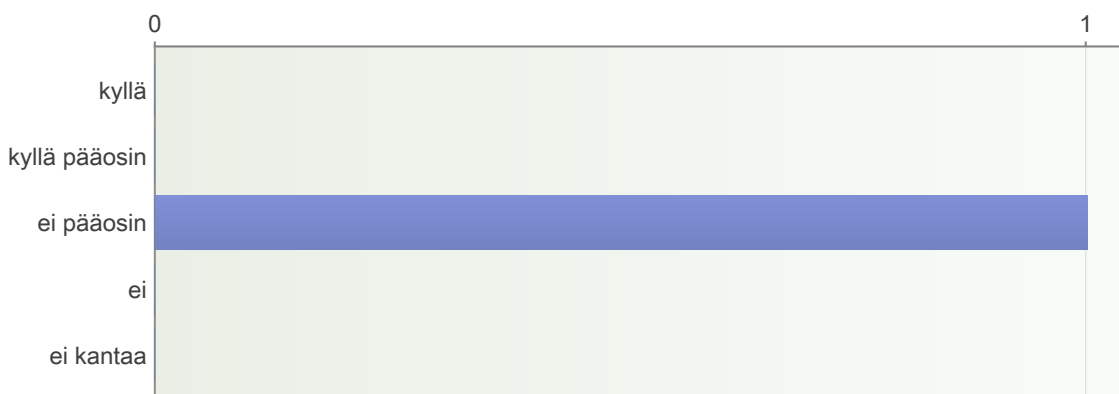 0 1
kyllä
kyllä pääosin
ei pääosin
ei
ei kantaa